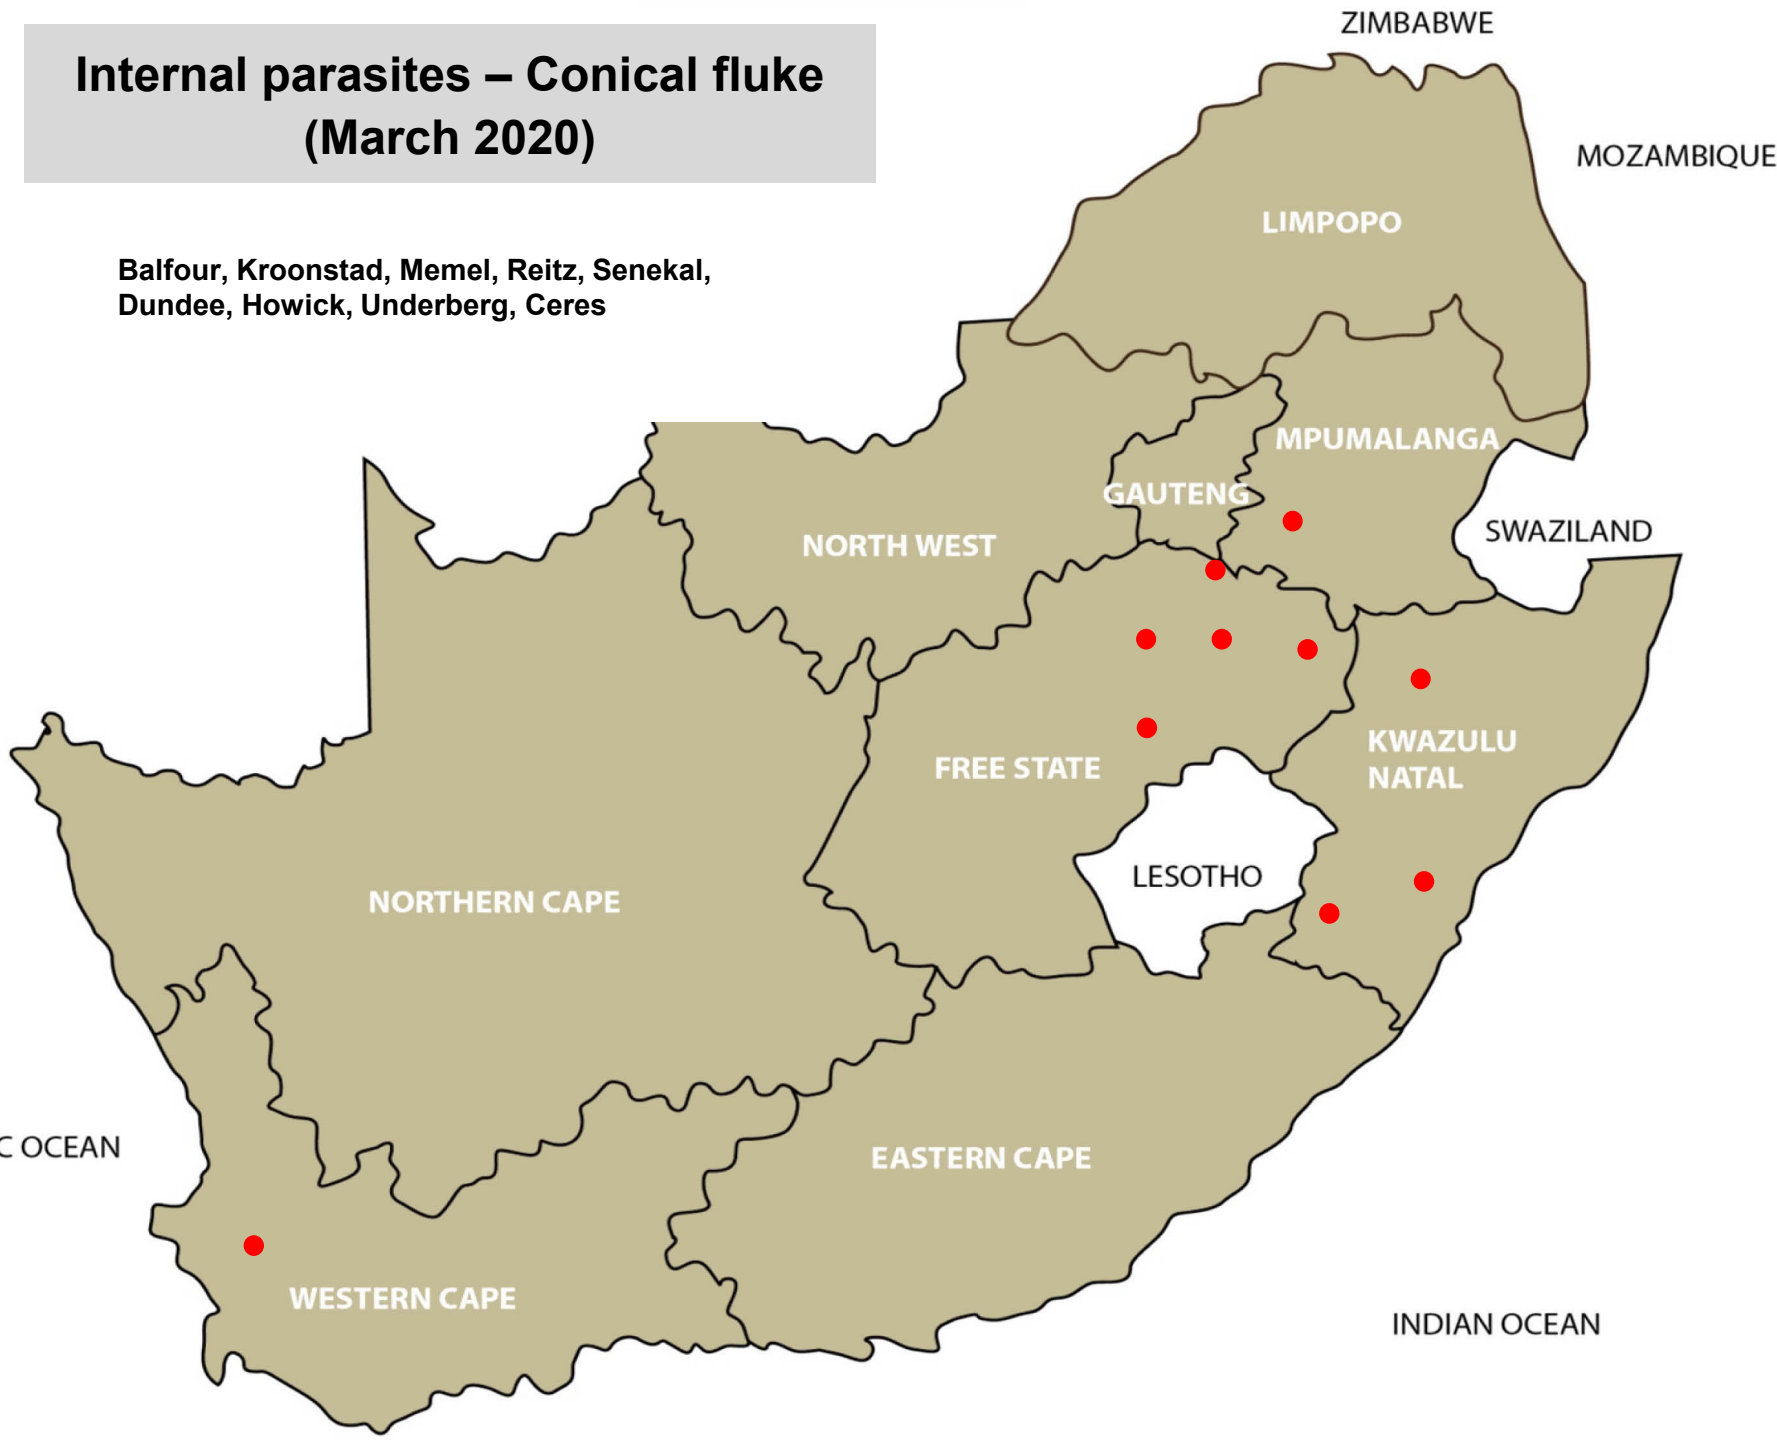 Internal parasites – Conical fluke
(March 2020)
Balfour, Kroonstad, Memel, Reitz, Senekal,
Dundee, Howick, Underberg, Ceres
ZIMBABWE
MOZAMBIQUE
LIMPOPO
MPUMALANGA
GAUTENG
SWAZILAND
NORTH WEST
KWAZULU
NATAL
FREE STATE
LESOTHO
NORTHERN CAPE
C OCEAN
EASTERN CAPE
WESTERN CAPE
INDIAN OCEAN